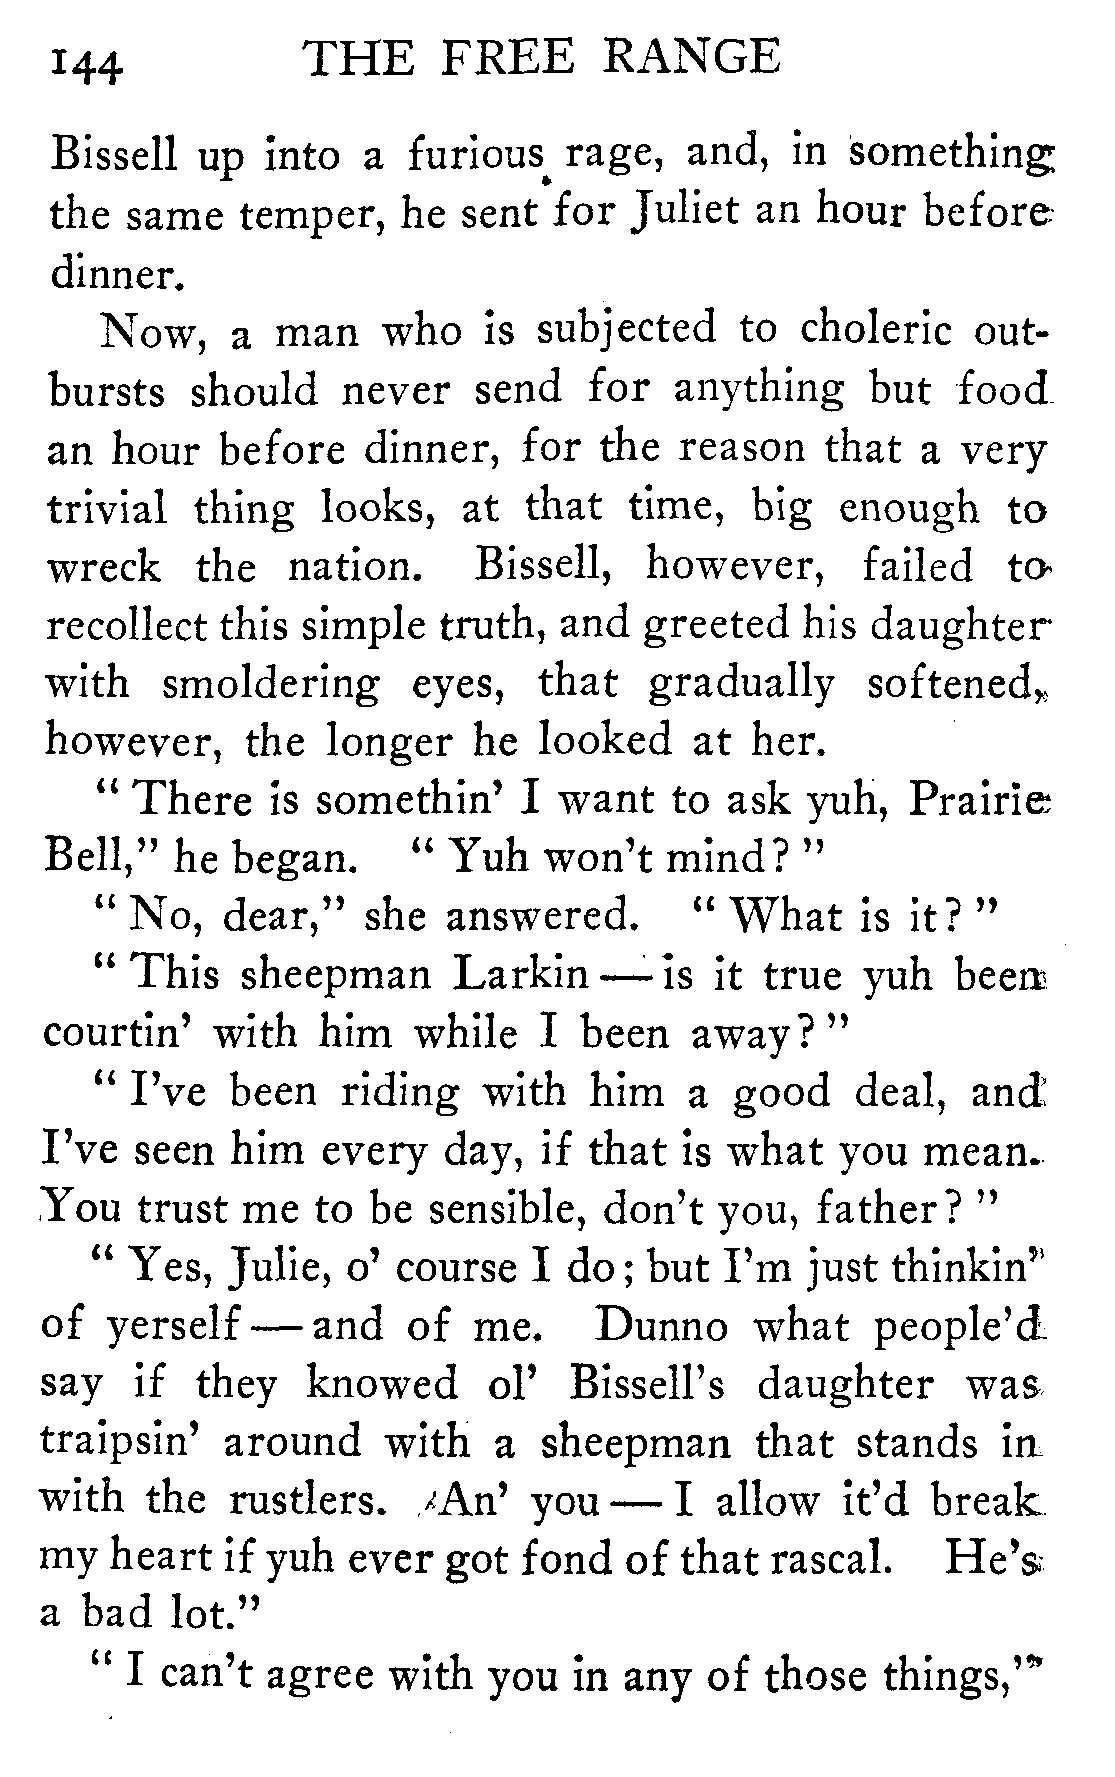 144 THE FREE RANGE
Bissell up into a furious rage, and, in something
the same temper, he sent for Juliet an hour before
dinner.
Now, a man who is subjected to choleric out-
bursts should never send for anything but food
an hour before dinner, for the reason that a very
trivial thing looks, at that time, big enough to
wreck the nation. Bissell, however, failed to
recollect this simple truth, and greeted his daughter
with smoldering eyes, that gradually softened,
however, the longer he looked at her.
“ There is somethin’ I want to ask yuh, Prairie
Bell,” he began. “ Yuh won’t mind? ”
“ No, dear,” she answered. “ What is it? ”
“ This sheepman Larkin — is it true yuh been
courtin’ with him while I been away? ”
“ I’ve been riding with him a good deal, and
I’ve seen him every day, if that is what you mean.
You trust me to be sensible, don’t you, father? ”
“ Yes, Julie, o’ course I do; but I’m just thinkin’
of yerself — and of me. Dunno what people’d
say if they knowed ol’ Bissell’s daughter was
traipsin’ around with a sheepman that stands in
with the rustlers. An’ you — I allow it’d break
my heart if yuh ever got fond of that rascal. He’s
a bad lot.”
“ I can’t agree with you in any of those things,”